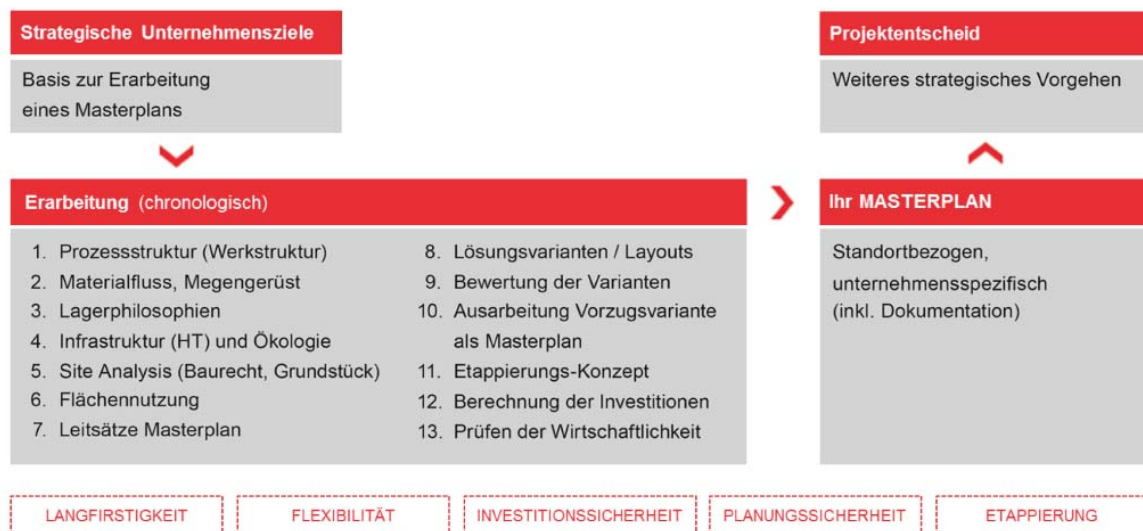 Strategische Unternehmensziele
Basis zur Erarbeitung
eines Masterplans
Erarbeitung (chronologisch)
1. Prozessstruktur (Werkstruktur)
2. Materialfluss, Megengerüst
3. Lagerphilosophien
4. Infrastruktur (HT) und Ökologie
5. Site Analysis (Baurecht, Grundstück)
6. Flächennutzung
7. Leitsätze Masterplan
8. Lösungsvarianten / Layouts
9. Bewertung der Varianten
10. Ausarbeitung Vorzugsvariante
als Masterplan
11. Etappierungs-Konzept
12. Berechnung der Investitionen
13. Prüfen der Wirtschaftlichkeit
Ihr MASTERPLAN
Standortbezogen,
unternehmensspezifisch
(inkl. Dokumentation)
Projektentscheid
Weiteres strategisches Vorgehen
LANGFIRSTIGKEIT
FLEXIBILITÄT
INVESTITIONSSICHERHEIT
PLANUNGSSICHERHEIT
ETAPPIERUNG